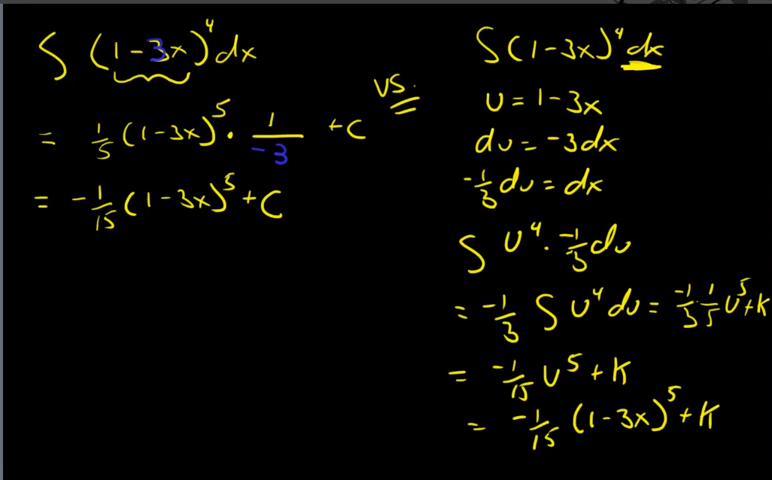 ∫ (1-3x)⁴dx
= 1/5 (1-3x)⁵ · 1/-3 +C
= -1/15 (1-3x)⁵ +C
vs.
∫(1-3x)⁴dx
u = 1-3x
du = -3dx
-1/3 du = dx
∫ u⁴ · -1/3 du
= -1/3 ∫ u⁴ du = -1/3 · 1/5 u⁵+K
= -1/15 u⁵ + K
= -1/15 (1-3x)⁵ + K